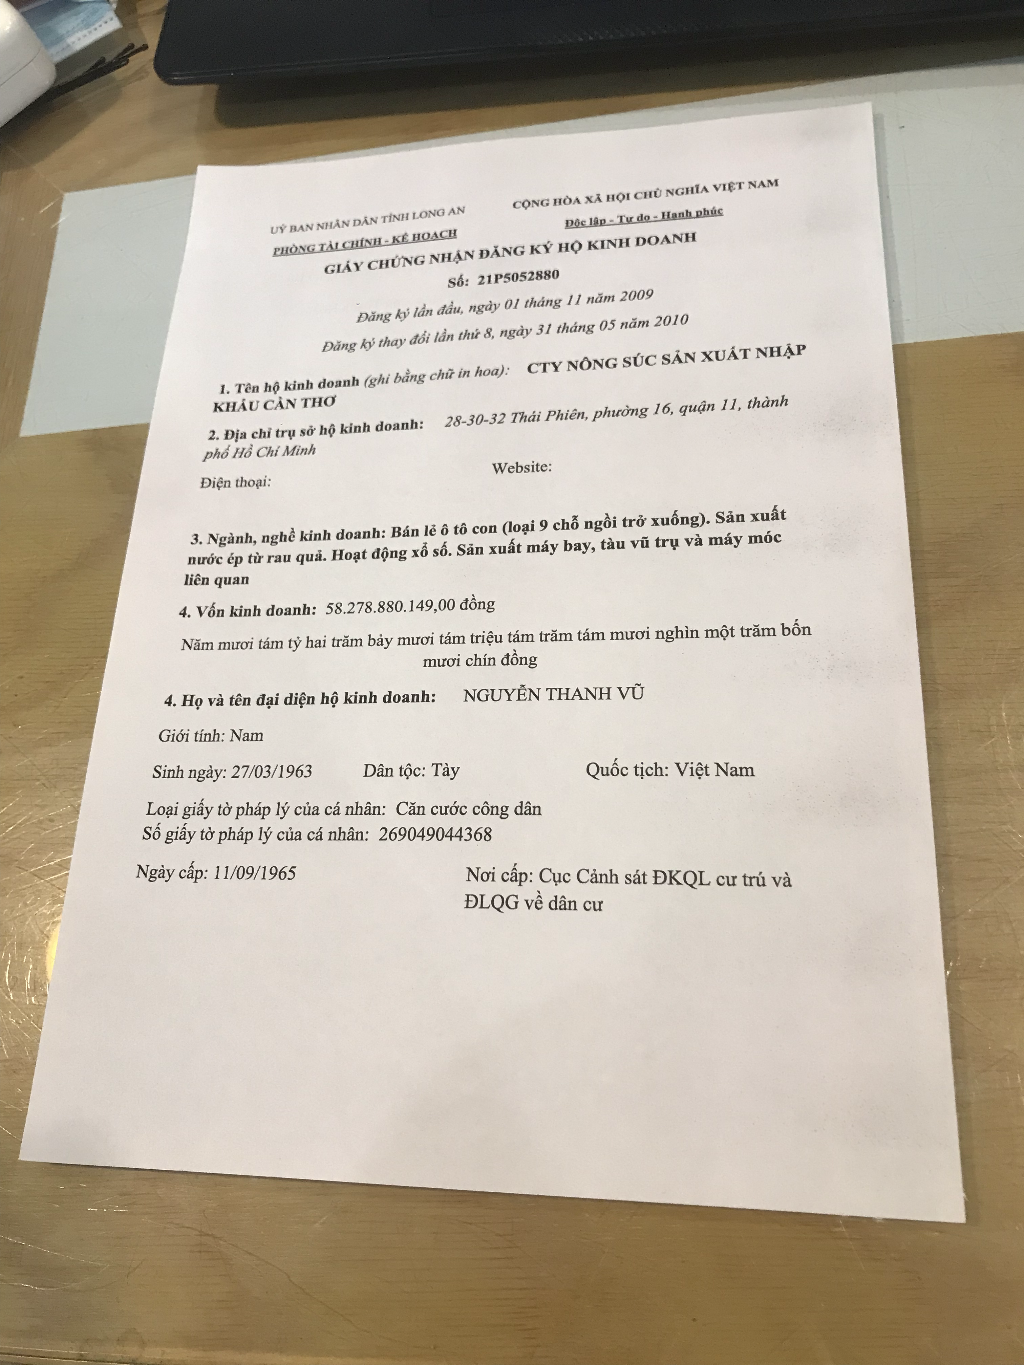 UỶ BAN NHÂN DÂN TỈNH LONG AN
CỘNG HÒA XÃ HỘI CHỦ NGHĨA VIỆT NAM
PHÒNG TÀI CHÍNH - KẾ HOẠCH
Độc lập - Tự do - Hạnh phúc
GIẤY CHỨNG NHẬN ĐĂNG KÝ HỘ KINH DOANH
Số: 21P5052880
Đăng ký lần đầu, ngày 01 tháng 11 năm 2009
Đăng ký thay đổi lần thứ 8, ngày 31 tháng 05 năm 2010
1. Tên hộ kinh doanh (ghi bằng chữ in hoa): CTY NÔNG SÚC SẢN XUẤT NHẬP
KHẨU CẦN THƠ
2. Địa chỉ trụ sở hộ kinh doanh: 28-30-32 Thái Phiên, phường 16, quận 11, thành
phố Hồ Chí Minh
Điện thoại: Website:
3. Ngành, nghề kinh doanh: Bán lẻ ô tô con (loại 9 chỗ ngồi trở xuống). Sản xuất
nước ép từ rau quả. Hoạt động xổ số. Sản xuất máy bay, tàu vũ trụ và máy móc
liên quan
4. Vốn kinh doanh: 58.278.880.149,00 đồng
Năm mươi tám tỷ hai trăm bảy mươi tám triệu tám trăm tám mươi nghìn một trăm bốn
mươi chín đồng
4. Họ và tên đại diện hộ kinh doanh: NGUYỄN THANH VŨ
Giới tính: Nam
Sinh ngày: 27/03/1963 Dân tộc: Tày Quốc tịch: Việt Nam
Loại giấy tờ pháp lý của cá nhân: Căn cước công dân
Số giấy tờ pháp lý của cá nhân: 269049044368
Ngày cấp: 11/09/1965 Nơi cấp: Cục Cảnh sát ĐKQL cư trú và
ĐLQG về dân cư